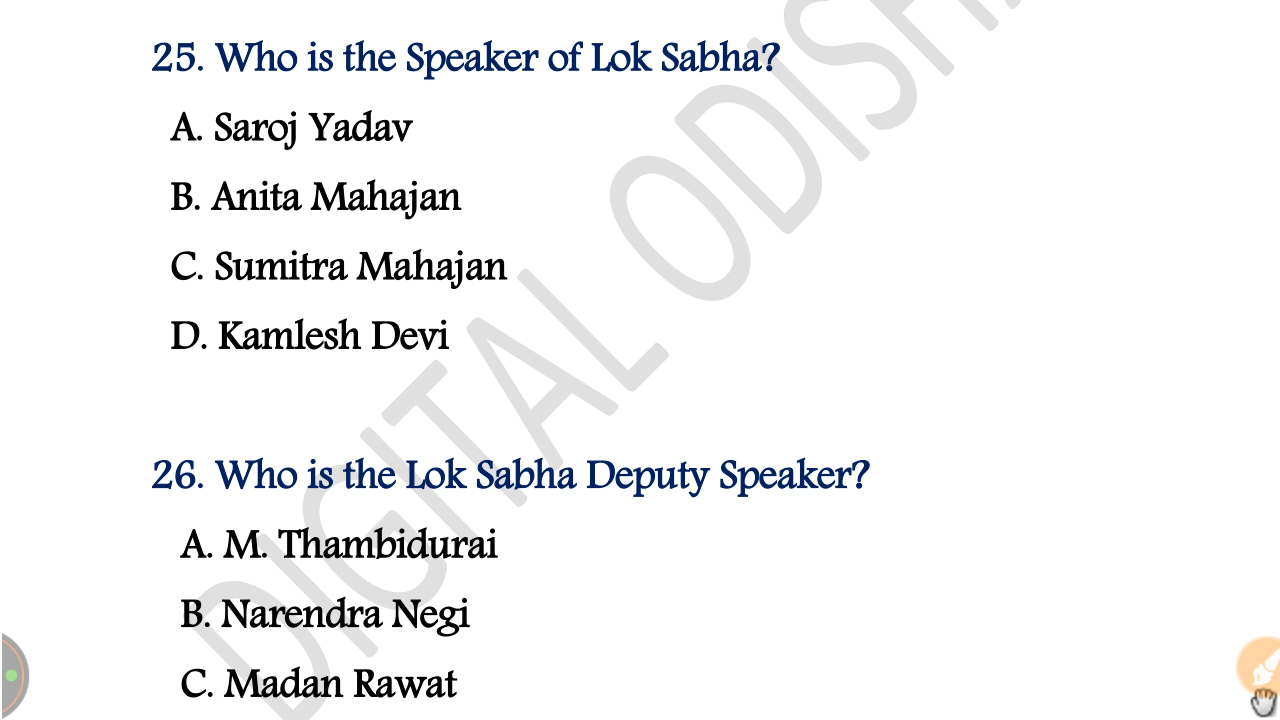 25. Who is the Speaker of Lok Sabha?
A. Saroj Yadav
B. Anita Mahajan
C. Sumitra Mahajan
D. Kamlesh Devi
26. Who is the Lok Sabha Deputy Speaker?
A. M. Thambidurai
B. Narendra Negi
C. Madan Rawat
DIGITAL ODISHA